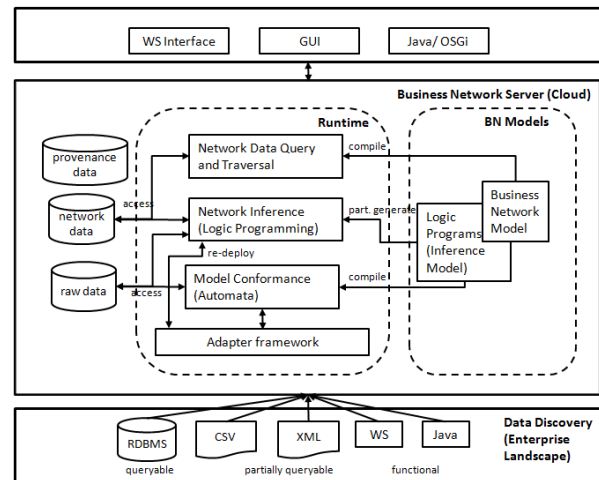 WS Interface
GUI
Java/ OSGi
Business Network Server (Cloud)
Runtime
BN Models
provenance
data
Network Data Query
and Traversal
compile
access
network
data
Network Inference
(Logic Programming)
part. generate
Logic
Programs
(Inference
Model)
Business
Network
Model
re-deploy
raw data
access
Model Conformance
(Automata)
compile
Adapter framework
RDBMS
CSV
XML
WS
Java
Data Discovery
(Enterprise
Landscape)
queryable
partially queryable
functional